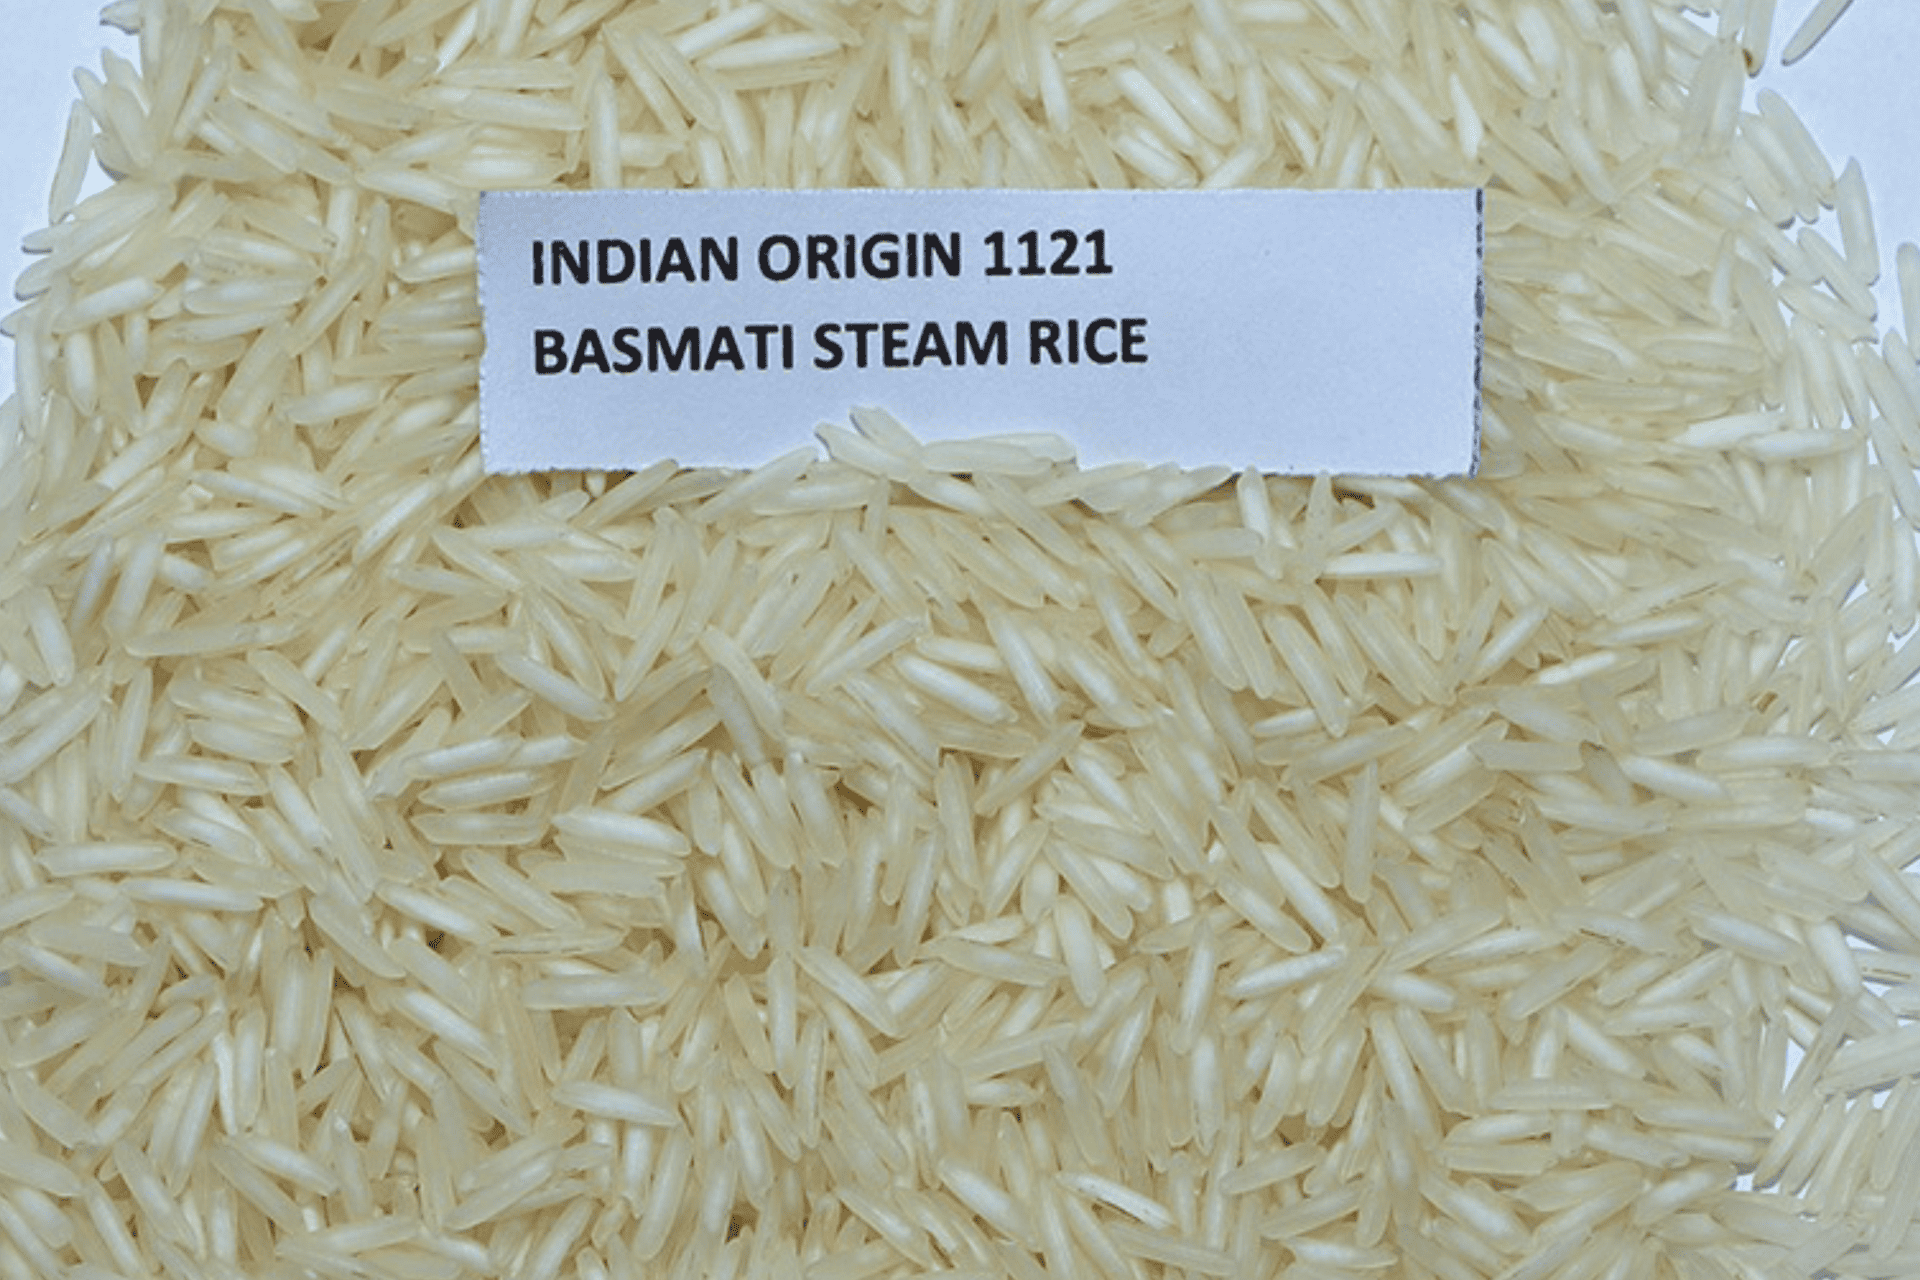 INDIAN ORIGIN 1121
BASMATI STEAM RICE